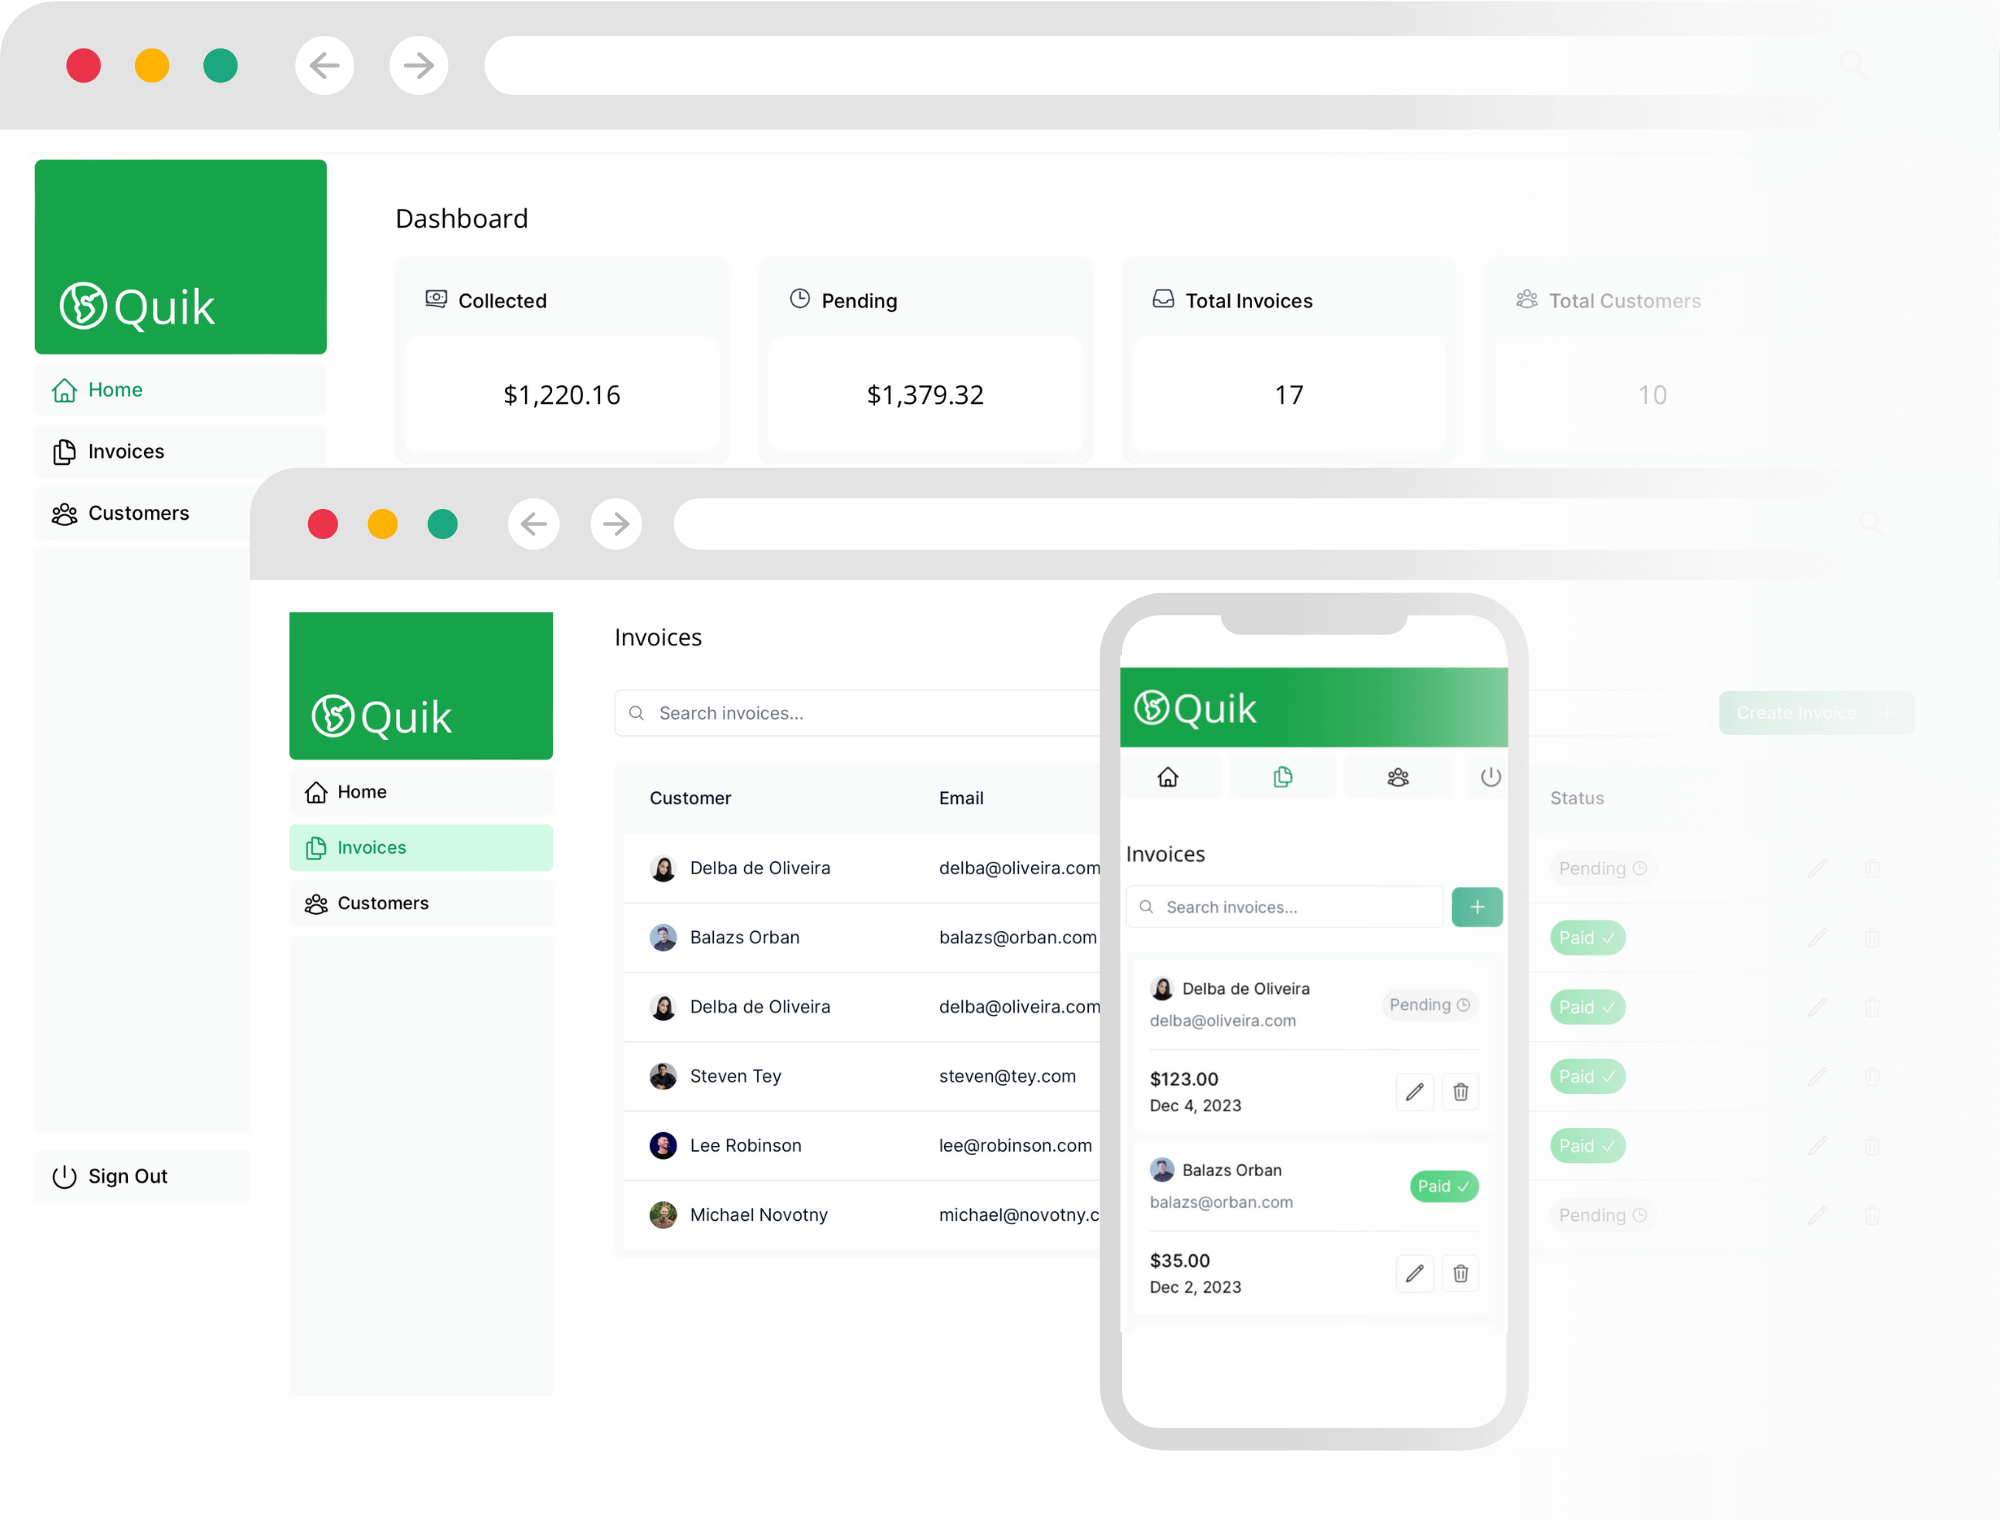 Quik
Home
Invoices
Customers
Sign Out
Dashboard
Collected
$1,220.16
Pending
$1,379.32
Total Invoices
17
Total Customers
10
Quik
Home
Invoices
Customers
Invoices
Search invoices...
Create Invoice +
Customer Email Status
Delba de Oliveira delba@oliveira.com Pending
Balazs Orban balazs@orban.com Paid
Delba de Oliveira delba@oliveira.com Paid
Steven Tey steven@tey.com Paid
Lee Robinson lee@robinson.com Paid
Michael Novotny michael@novotny.c Pending
Quik
Invoices
Search invoices...
+
Delba de Oliveira
delba@oliveira.com
Pending
$123.00
Dec 4, 2023
Balazs Orban
balazs@orban.com
Paid
$35.00
Dec 2, 2023